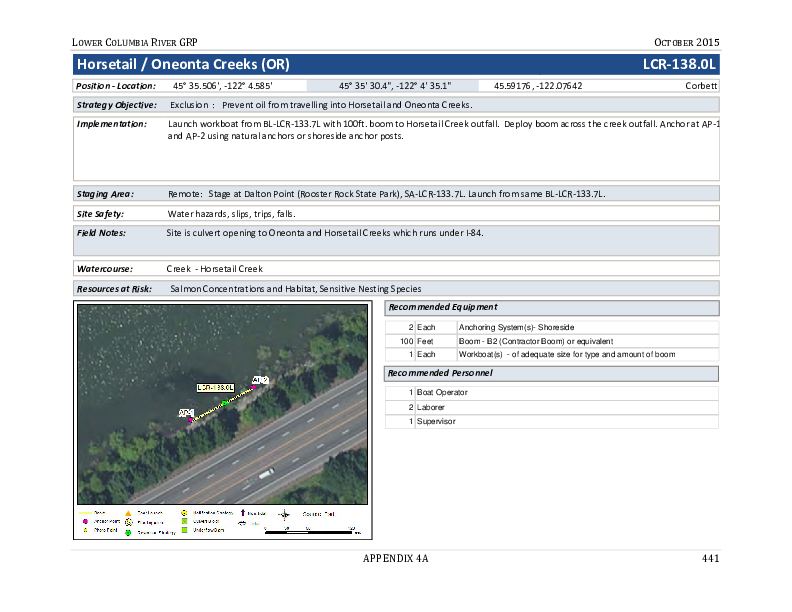 LOWER COLUMBIA RIVER GRP OCTOBER 2015
Horsetail / Oneonta Creeks (OR) LCR-138.0L
Position - Location: 45° 35.506', -122° 4.585' 45° 35' 30.4", -122° 4' 35.1" 45.59176 , -122.07642 Corbett
Strategy Objective: Exclusion : Prevent oil from travelling into Horsetail and Oneonta Creeks.
Implementation: Launch workboat from BL-LCR-133.7L with 100ft. boom to Horsetail Creek outfall. Deploy boom across the creek outfall. Anchor at AP-1
and AP-2 using natural anchors or shoreside anchor posts.
Staging Area: Remote: Stage at Dalton Point (Rooster Rock State Park), SA-LCR-133.7L. Launch from same BL-LCR-133.7L.
Site Safety: Water hazards, slips, trips, falls.
Field Notes: Site is culvert opening to Oneonta and Horsetail Creeks which runs under I-84.
Watercourse: Creek - Horsetail Creek
Resources at Risk: Salmon Concentrations and Habitat, Sensitive Nesting Species
Recommended Equipment
2 Each Anchoring System(s)- Shoreside
100 Feet Boom - B2 (Contractor Boom) or equivalent
1 Each Workboat(s) - of adequate size for type and amount of boom
Recommended Personnel
1 Boat Operator
2 Laborer
1 Supervisor
AP-2
LCR-138.0L
AP-1
Anchor Point
Photo Point
APPENDIX 4A 441